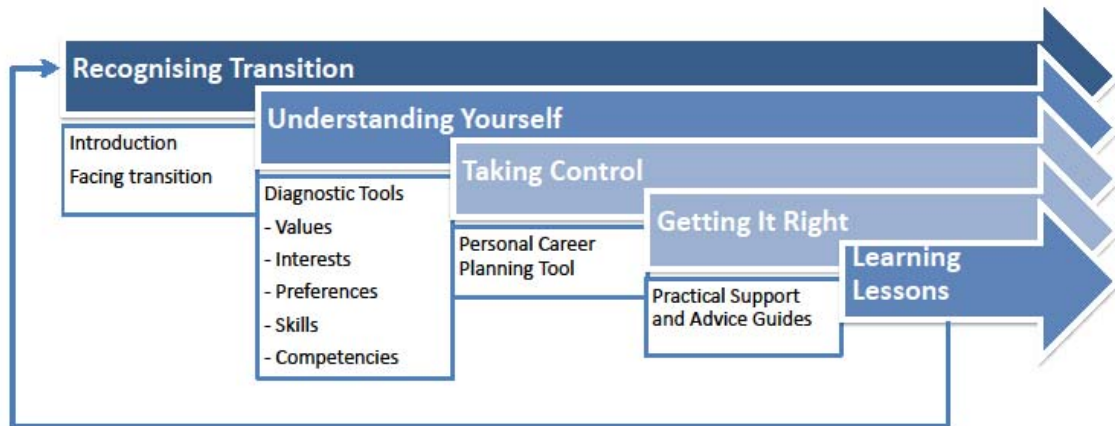 Recognising Transition
Introduction
Facing transition
Understanding Yourself
Diagnostic Tools
- Values
- Interests
- Preferences
- Skills
- Competencies
Taking Control
Personal Career
Planning Tool
Getting It Right
Practical Support
and Advice Guides
Learning
Lessons